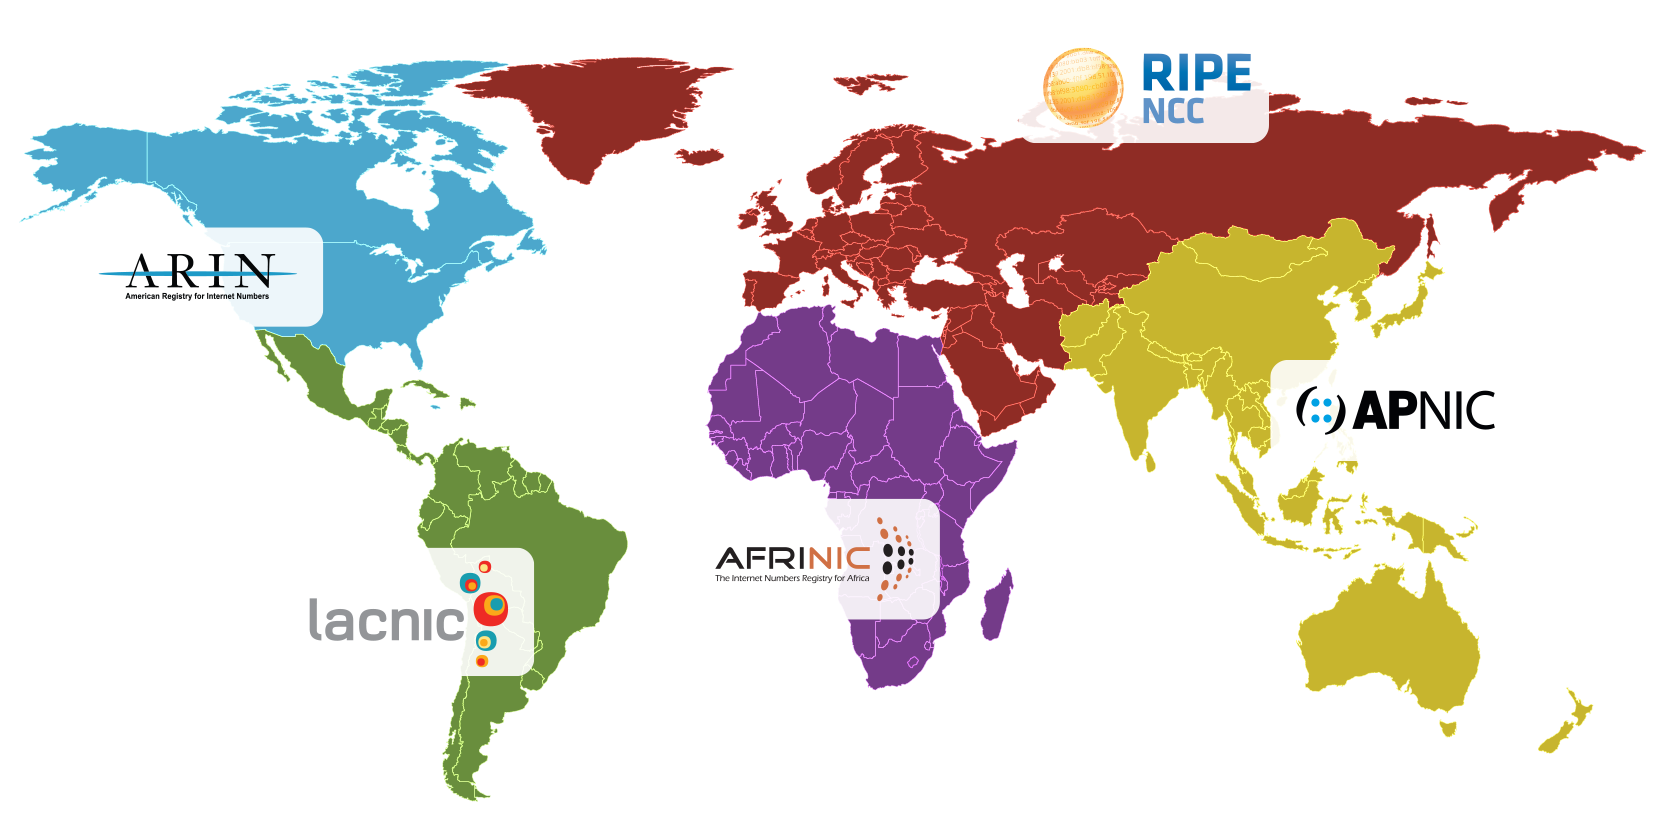 RIPE
NCC
ARIN
American Registry for Internet Numbers
APNIC
AFRINIC
The Internet Numbers Registry for Africa
lacnic